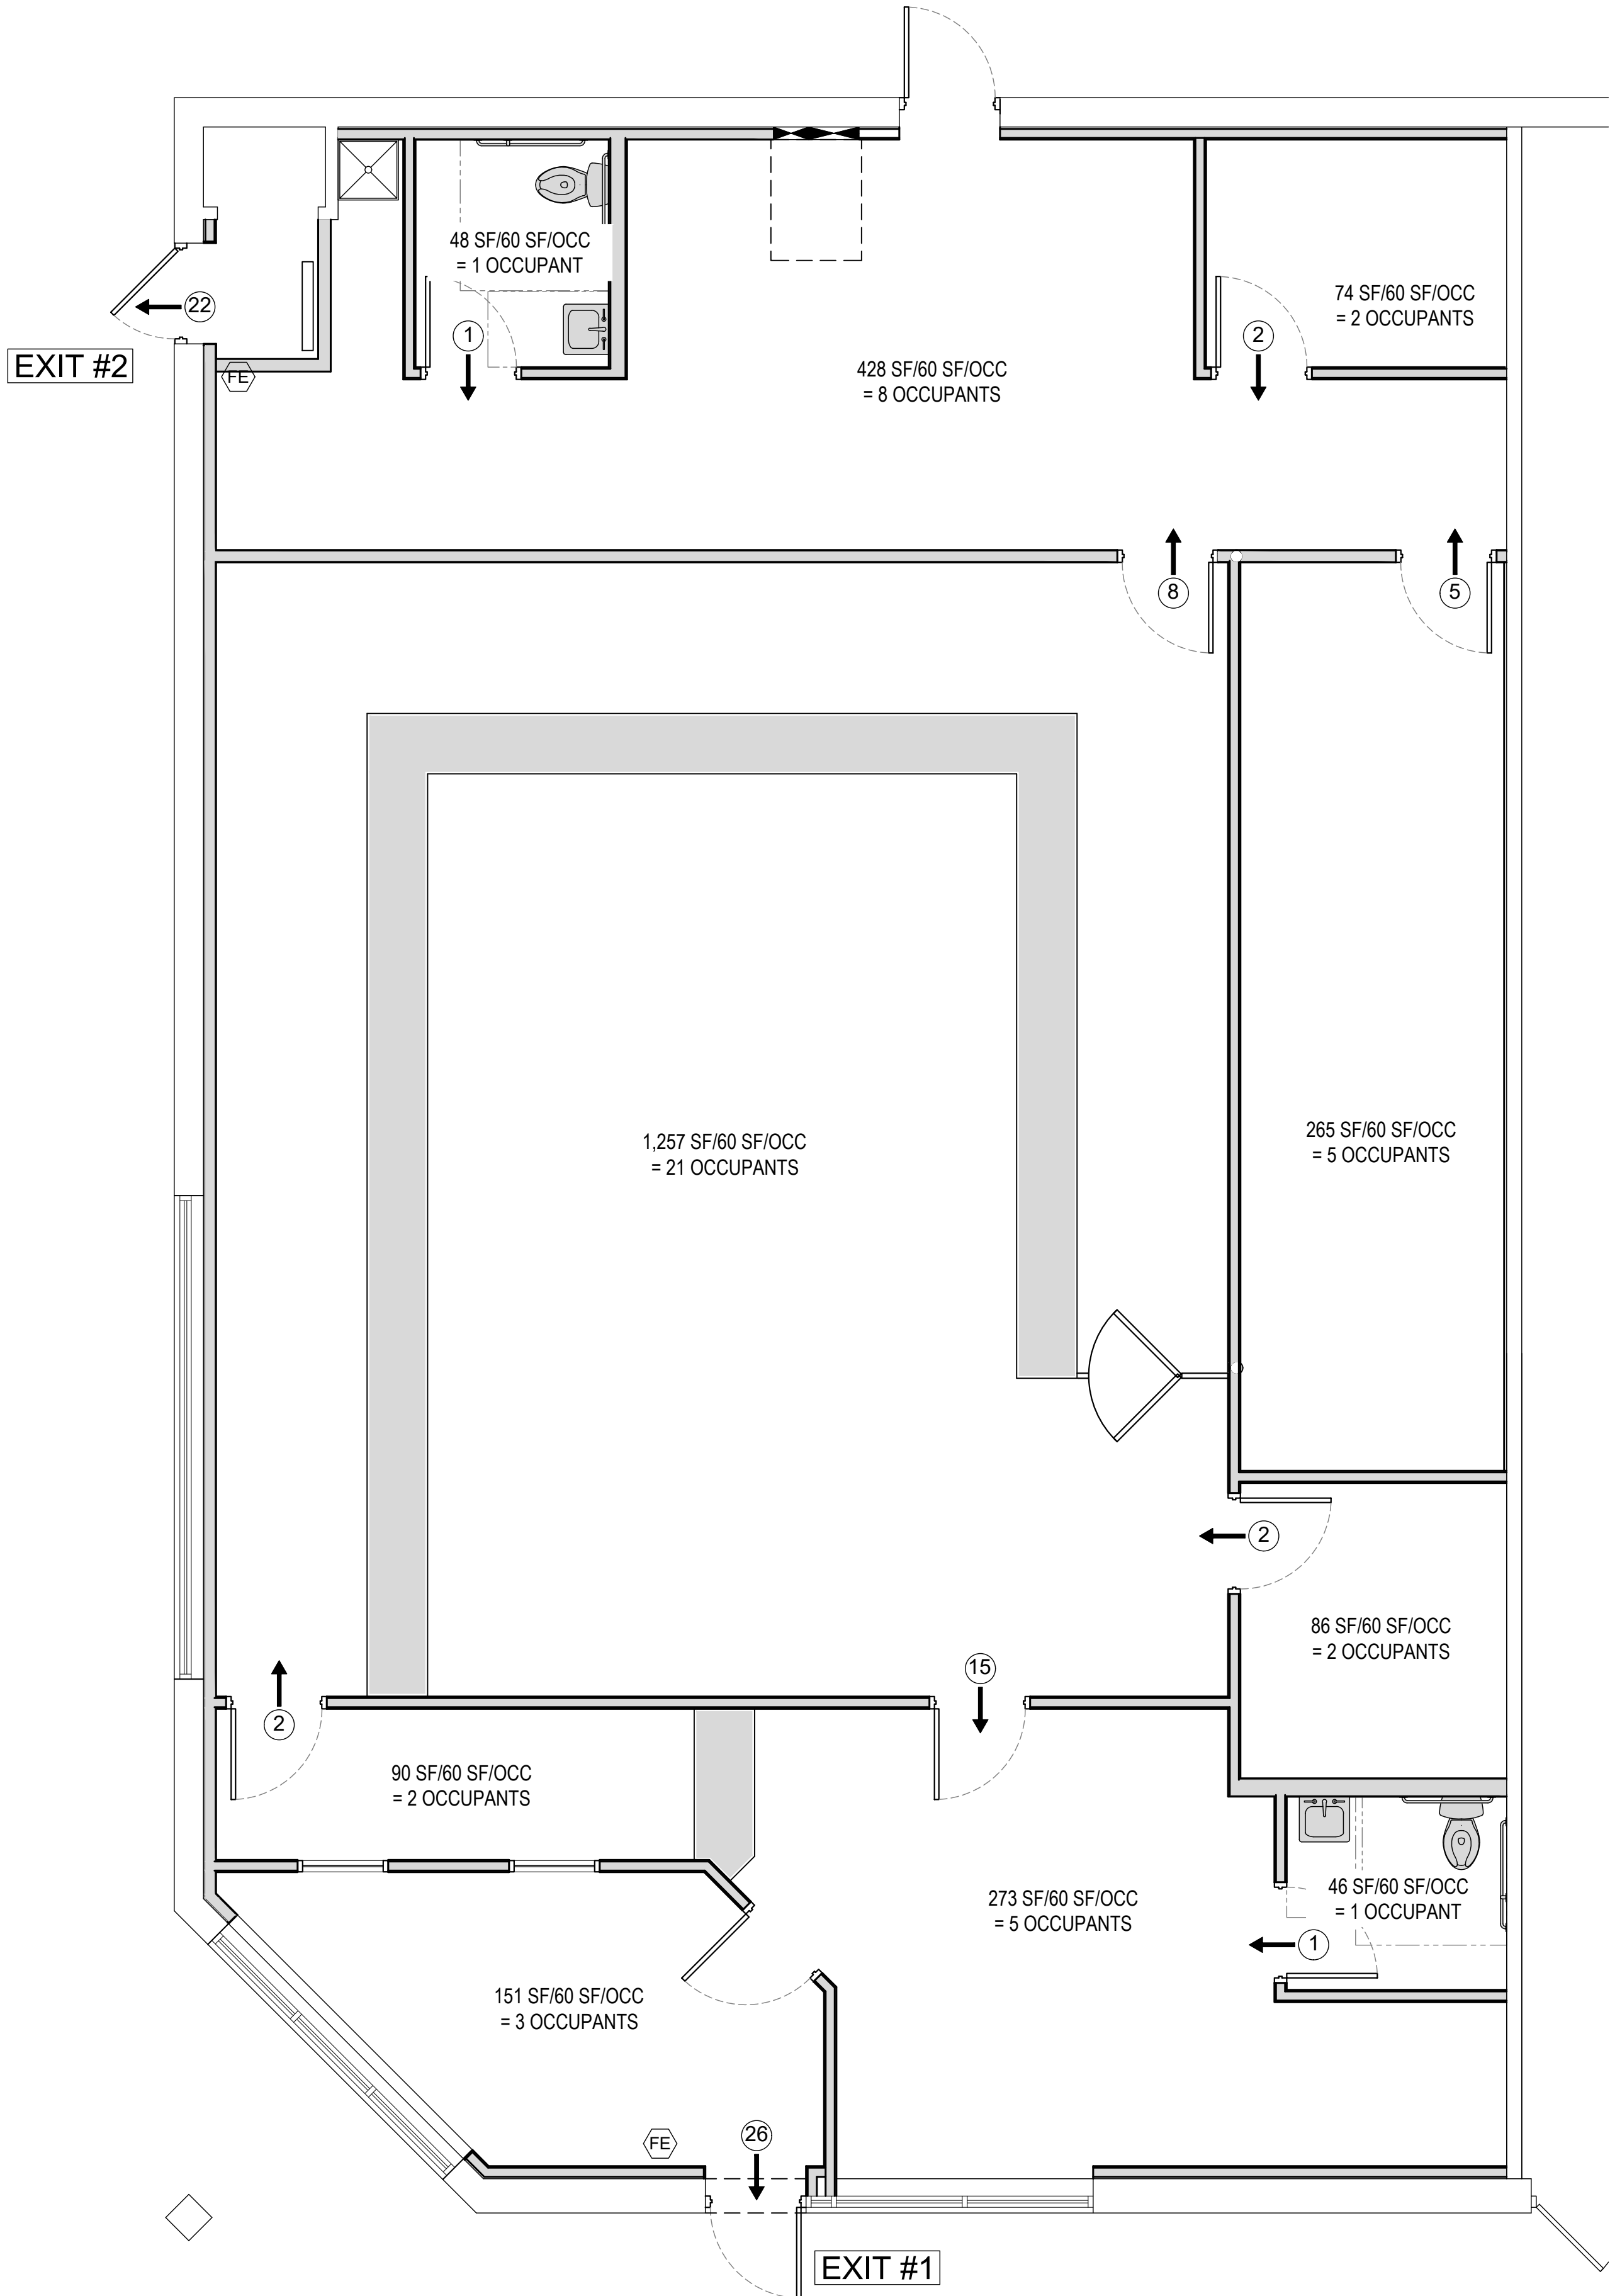 48 SF/60 SF/OCC
= 1 OCCUPANT
22
EXIT #2
FE
1
74 SF/60 SF/OCC
= 2 OCCUPANTS
2
428 SF/60 SF/OCC
= 8 OCCUPANTS
8
5
1,257 SF/60 SF/OCC
= 21 OCCUPANTS
265 SF/60 SF/OCC
= 5 OCCUPANTS
2
86 SF/60 SF/OCC
= 2 OCCUPANTS
15
2
90 SF/60 SF/OCC
= 2 OCCUPANTS
273 SF/60 SF/OCC
= 5 OCCUPANTS
46 SF/60 SF/OCC
= 1 OCCUPANT
1
151 SF/60 SF/OCC
= 3 OCCUPANTS
FE
26
EXIT #1